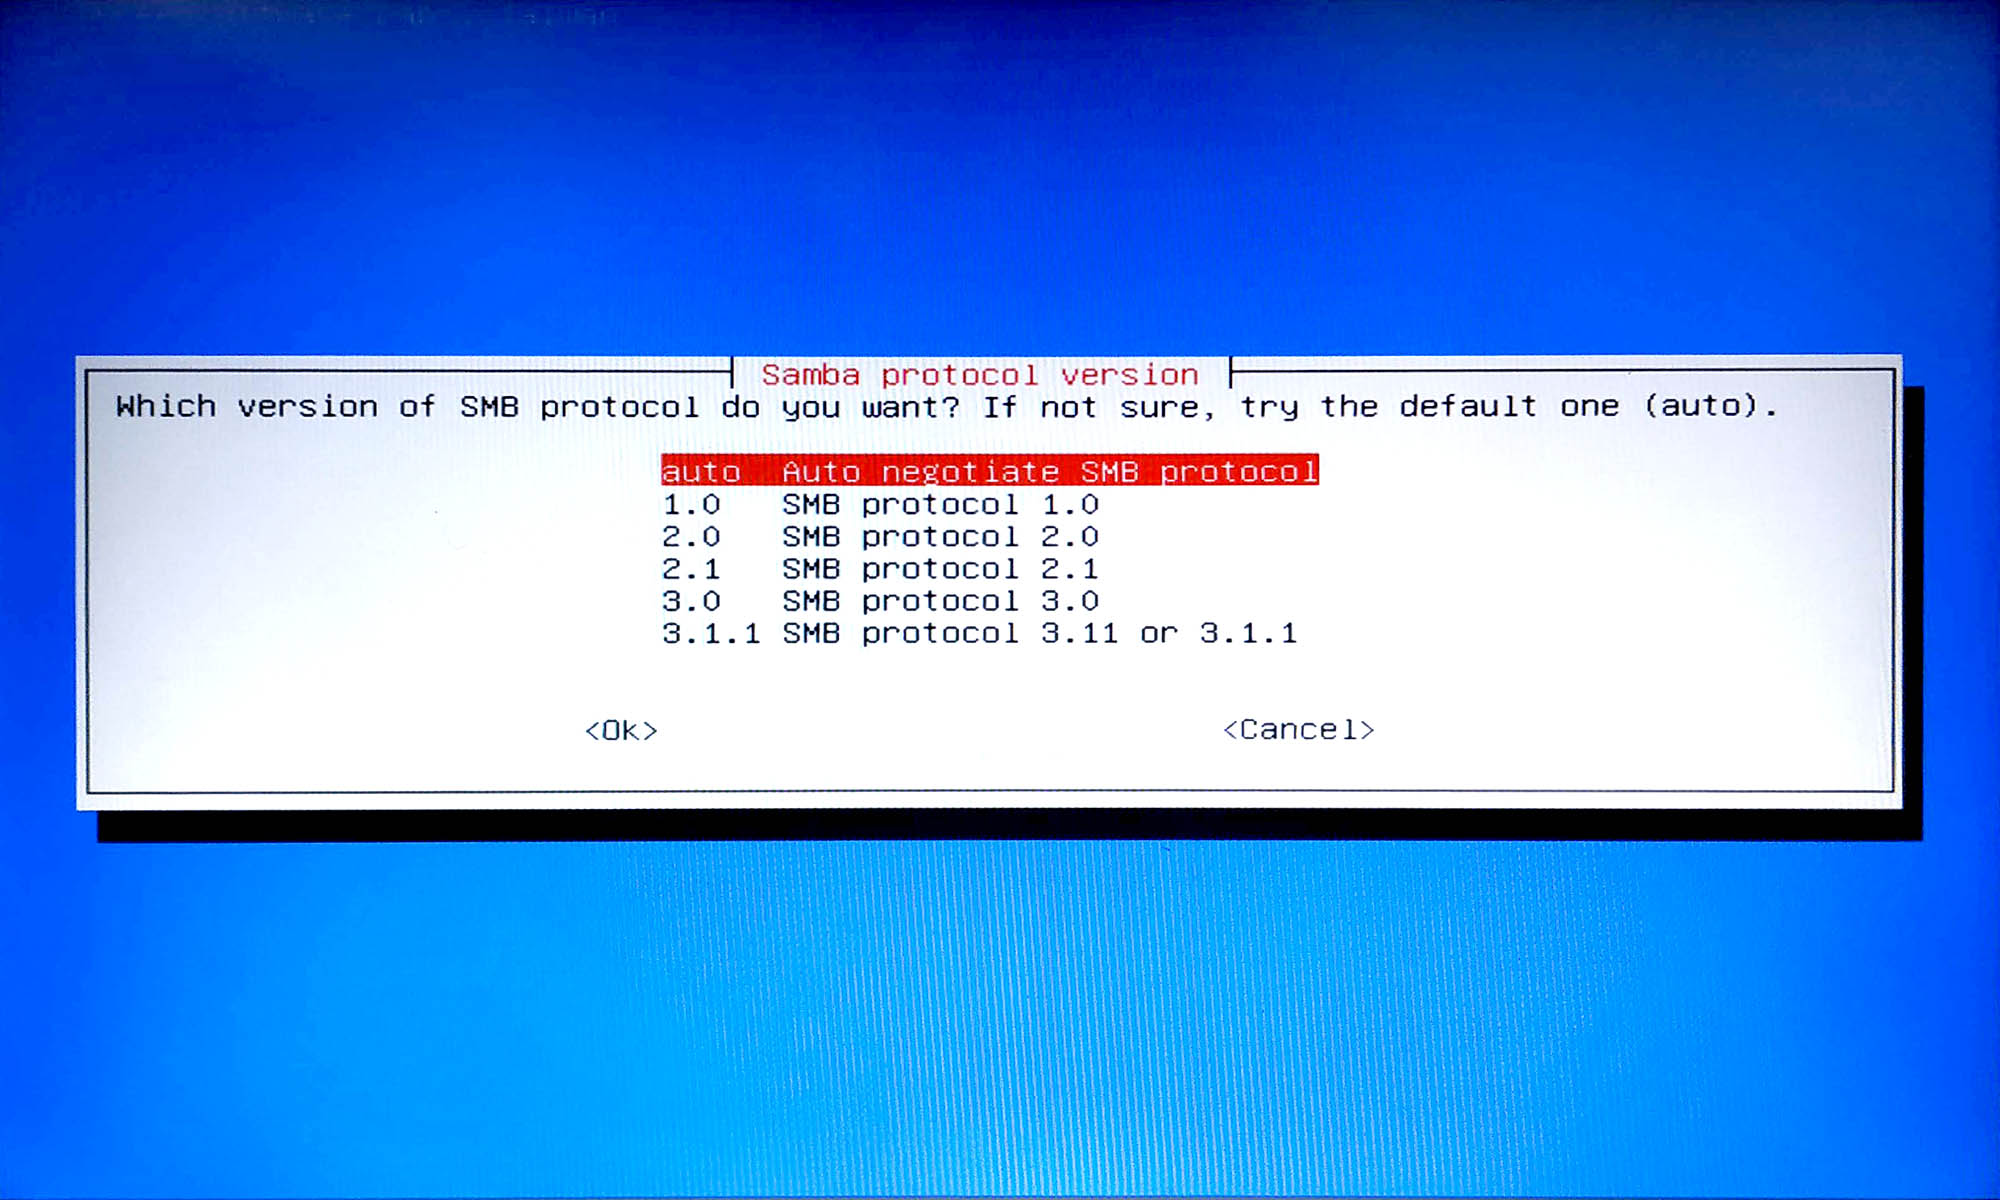 Samba protocol version
Which version of SMB protocol do you want? If not sure, try the default one (auto).
auto Auto negotiate SMB protocol
1.0 SMB protocol 1.0
2.0 SMB protocol 2.0
2.1 SMB protocol 2.1
3.0 SMB protocol 3.0
3.1.1 SMB protocol 3.11 or 3.1.1
<Ok> <Cancel>